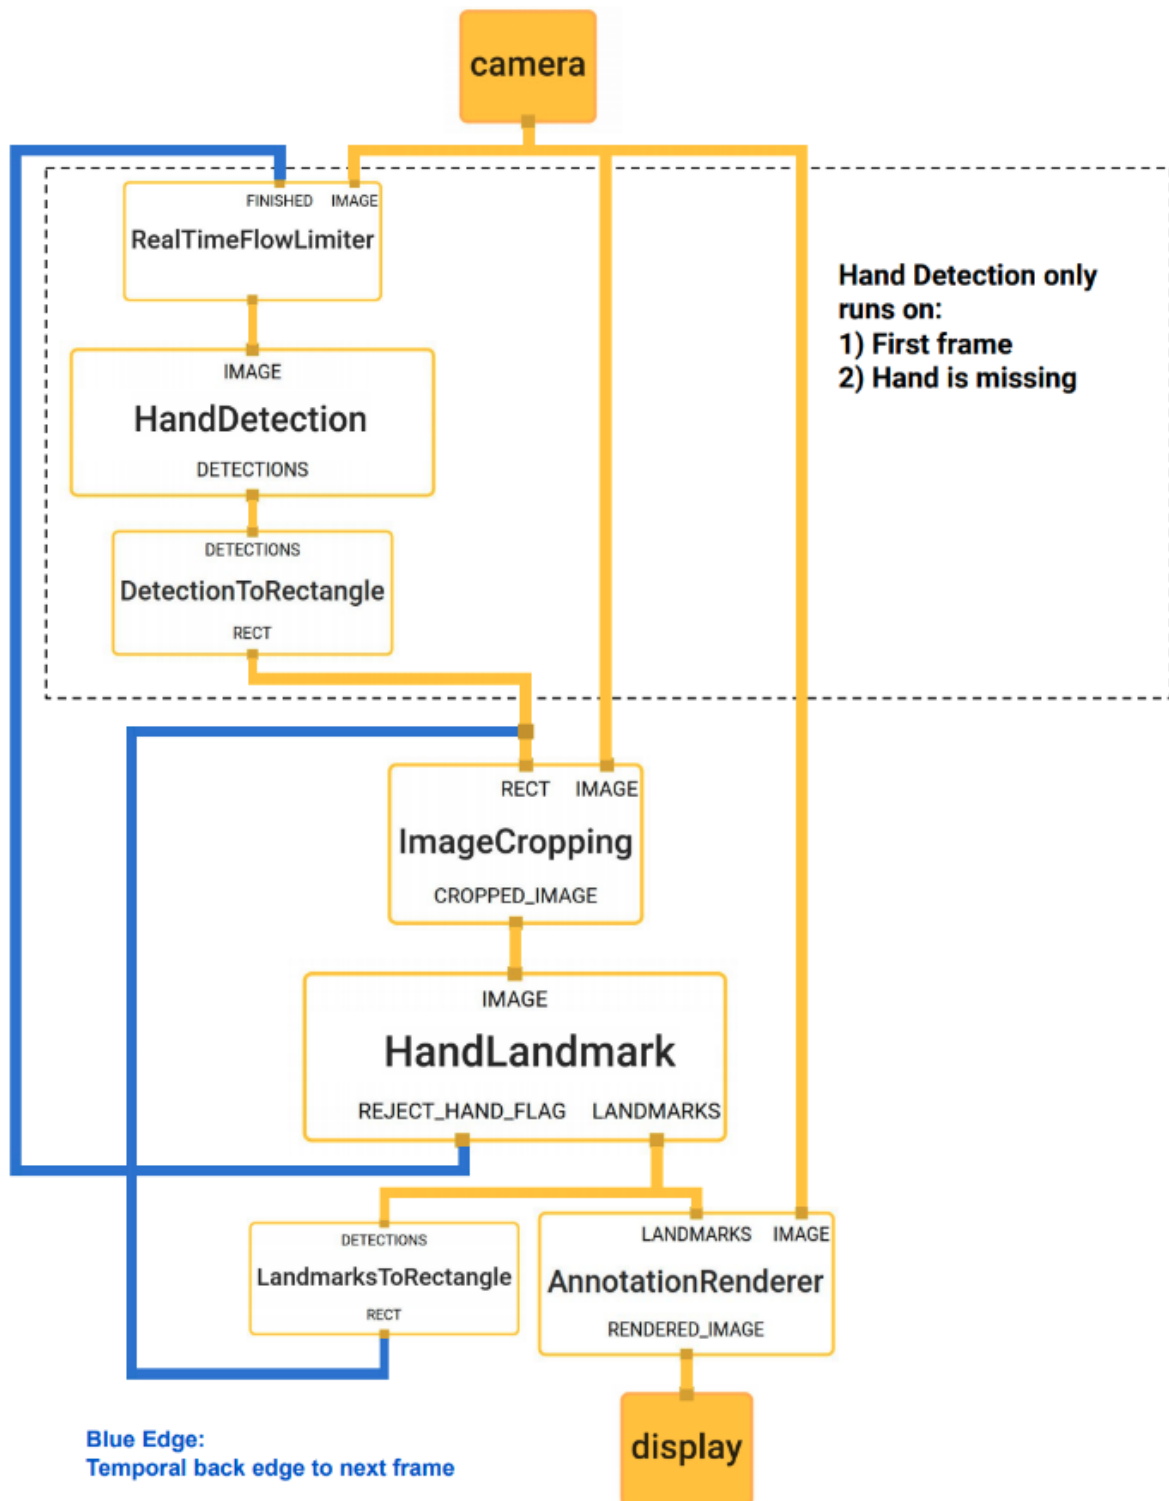 camera
FINISHED IMAGE
RealTimeFlowLimiter
Hand Detection only
runs on:
1) First frame
2) Hand is missing
IMAGE
HandDetection
DETECTIONS
DETECTIONS
DetectionToRectangle
RECT
RECT IMAGE
ImageCropping
CROPPED_IMAGE
IMAGE
HandLandmark
REJECT_HAND_FLAG LANDMARKS
DETECTIONS
LandmarksToRectangle
RECT
LANDMARKS IMAGE
AnnotationRenderer
RENDERED_IMAGE
display
Blue Edge:
Temporal back edge to next frame